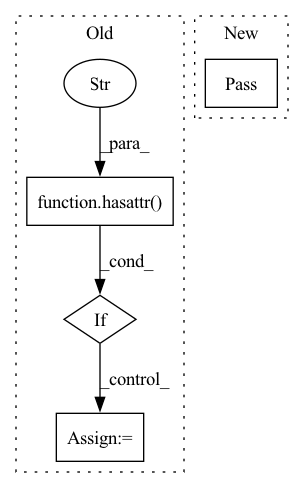 Old
New
Str
Pass
_para_
function.hasattr()
_cond_
If
_control_
Assign:=